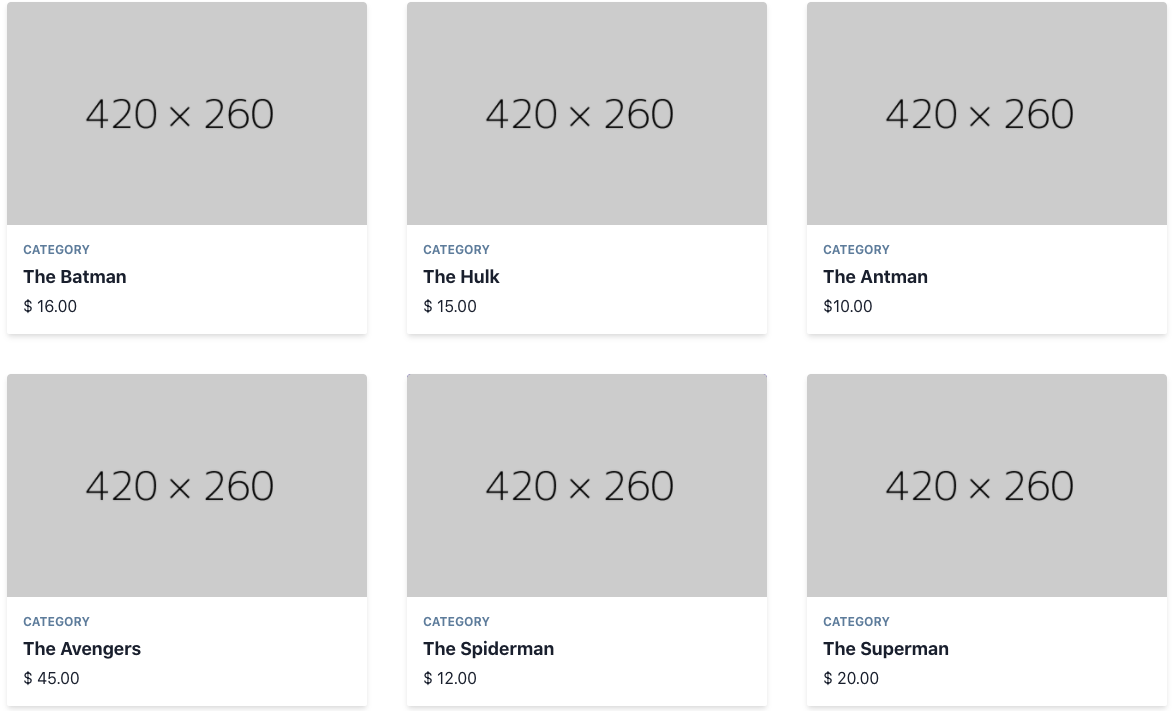 420 × 260
420 × 260
420 × 260
CATEGORY
The Batman
$ 16.00
CATEGORY
The Hulk
$ 15.00
CATEGORY
The Antman
$10.00
420 × 260
420 × 260
420 × 260
CATEGORY
The Avengers
$ 45.00
CATEGORY
The Spiderman
$ 12.00
CATEGORY
The Superman
$ 20.00